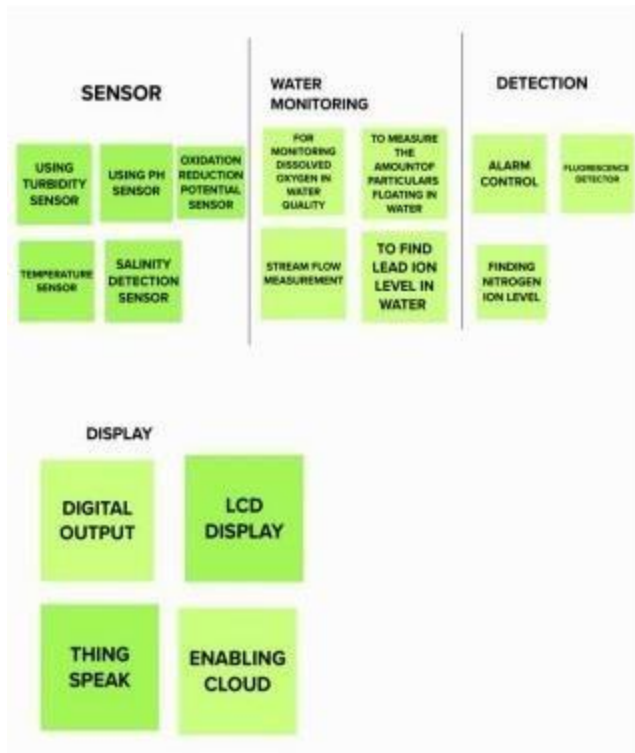 SENSOR
USING
TURBIDITY
SENSOR
USING PH
SENSOR
OXIDATION
REDUCTION
POTENTIAL
SENSOR
TEMPERATURE
SENSOR
SALINITY
DETECTION
SENSOR
WATER
MONITORING
FOR
MONITORING
DISSOLVED
OXYGEN IN
WATER
QUALITY
TO MEASURE
THE
AMOUNTOF
PARTICULARS
FLOATING IN
WATER
STREAM FLOW
MEASUREMENT
TO FIND
LEAD ION
LEVEL IN
WATER
DETECTION
ALARM
CONTROL
FLUORESCENCE
DETECTOR
FINDING
NITROGEN
ION LEVEL
DISPLAY
DIGITAL
OUTPUT
LCD
DISPLAY
THING
SPEAK
ENABLING
CLOUD